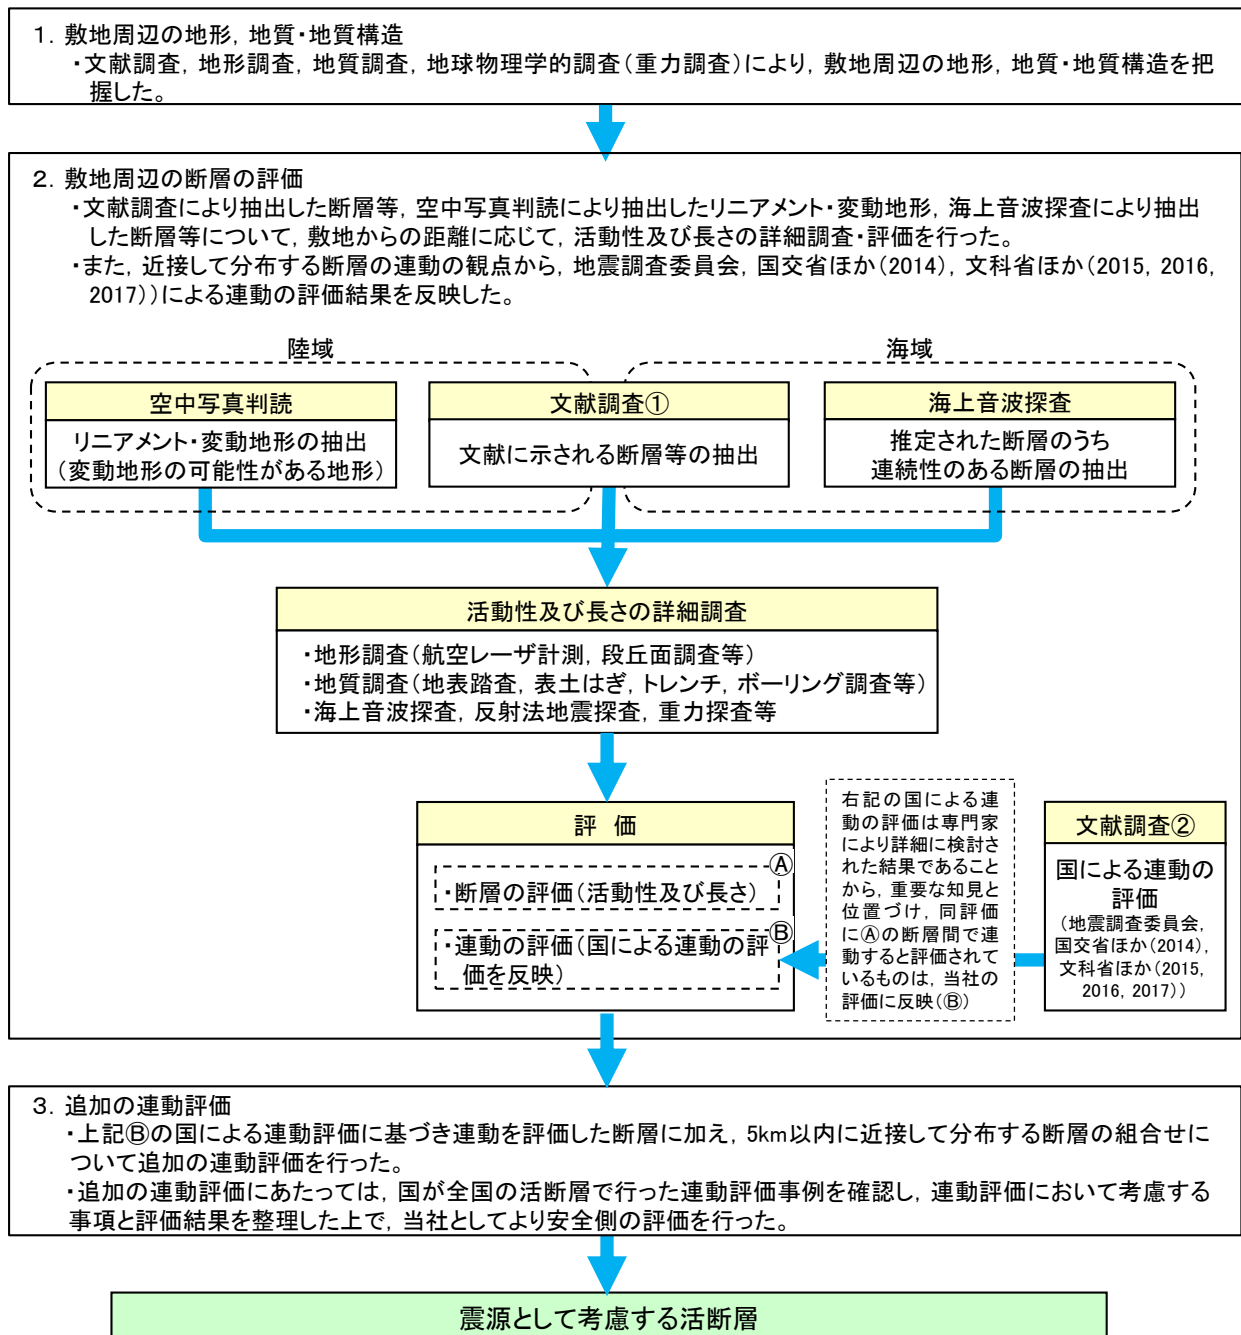 1．敷地周辺の地形，地質・地質構造
・文献調査，地形調査，地質調査，地球物理学的調査（重力調査）により，敷地周辺の地形，地質・地質構造を把
握した。
2．敷地周辺の断層の評価
・文献調査により抽出した断層等，空中写真判読により抽出したリニアメント・変動地形，海上音波探査により抽出
した断層等について，敷地からの距離に応じて，活動性及び長さの詳細調査・評価を行った。
・また，近接して分布する断層の連動の観点から，地震調査委員会，国交省ほか（2014），文科省ほか（2015, 2016,
2017））による連動の評価結果を反映した。
陸域
海域
空中写真判読
リニアメント・変動地形の抽出
（変動地形の可能性がある地形）
文献調査①
文献に示される断層等の抽出
海上音波探査
推定された断層のうち
連続性のある断層の抽出
活動性及び長さの詳細調査
・地形調査（航空レーザ計測，段丘面調査等）
・地質調査（地表踏査，表土はぎ，トレンチ，ボーリング調査等）
・海上音波探査，反射法地震探査，重力探査等
評　価
Ⓐ
・断層の評価（活動性及び長さ）
Ⓑ
・連動の評価（国による連動の評
価を反映）
右記の国による連
動の評価は専門家
により詳細に検討さ
れた結果であること
から，重要な知見と
位置づけ，同評価
にⒶの断層間で連
動すると評価されて
いるものは，当社の
評価に反映（Ⓑ）
文献調査②
国による連動の
評価
（地震調査委員会，
国交省ほか（2014），
文科省ほか（2015，
2016，2017））
3．追加の連動評価
・上記Ⓑの国による連動評価に基づき連動を評価した断層に加え，5km以内に近接して分布する断層の組合せに
ついて追加の連動評価を行った。
・追加の連動評価にあたっては，国が全国の活断層で行った連動評価事例を確認し，連動評価において考慮する
事項と評価結果を整理した上で，当社としてより安全側の評価を行った。
震源として考慮する活断層